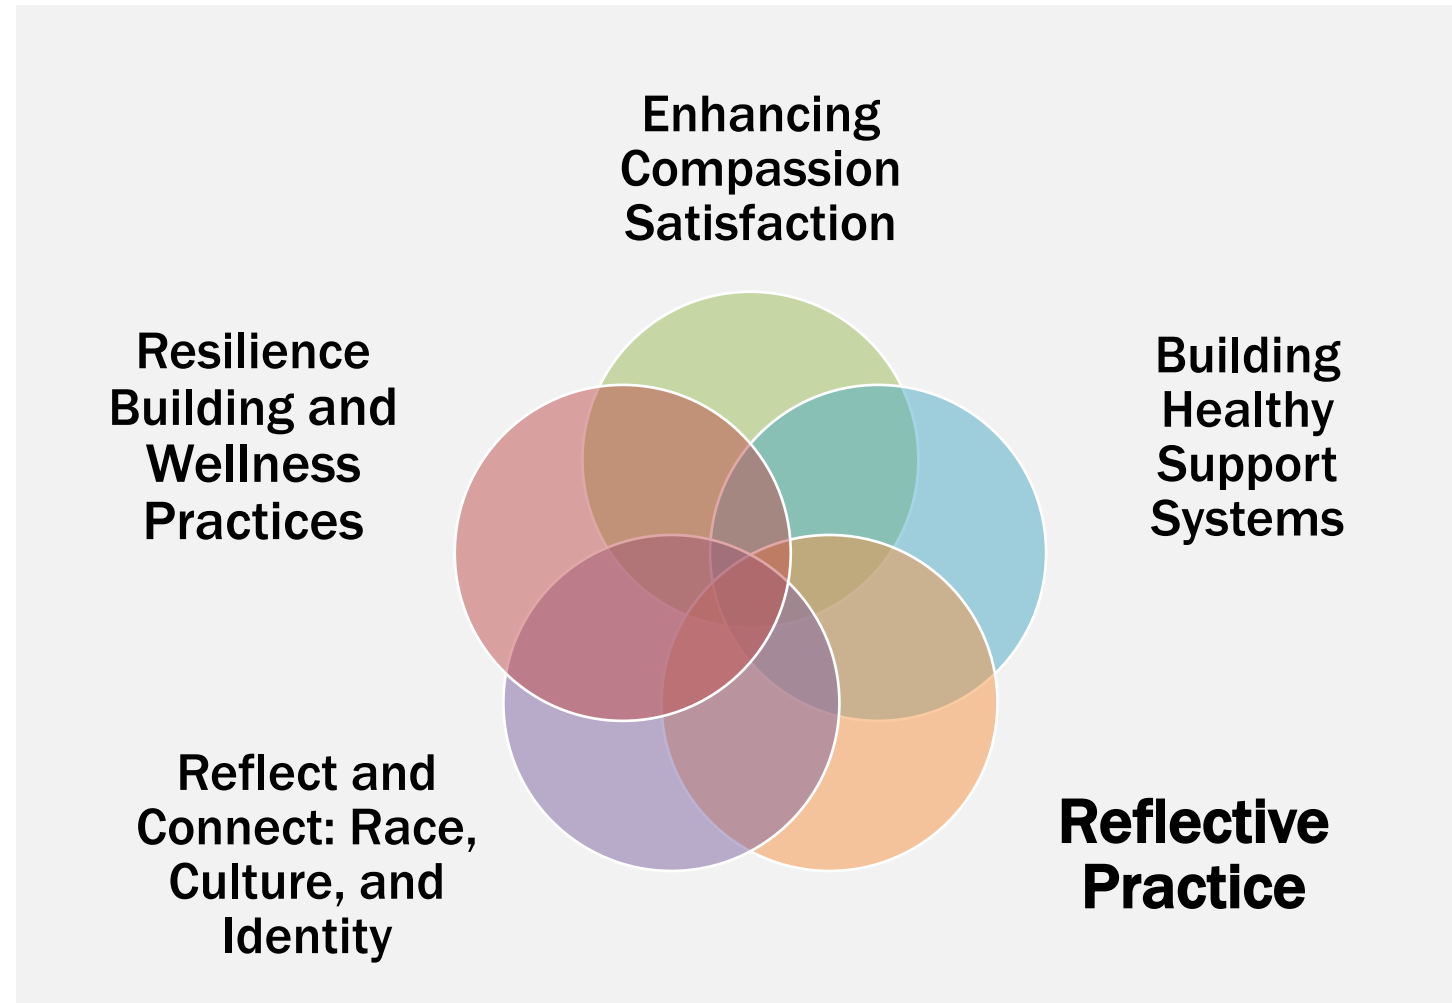 Enhancing
Compassion
Satisfaction
Resilience
Building and
Wellness
Practices
Building
Healthy
Support
Systems
Reflect and
Connect: Race,
Culture, and
Identity
Reflective
Practice